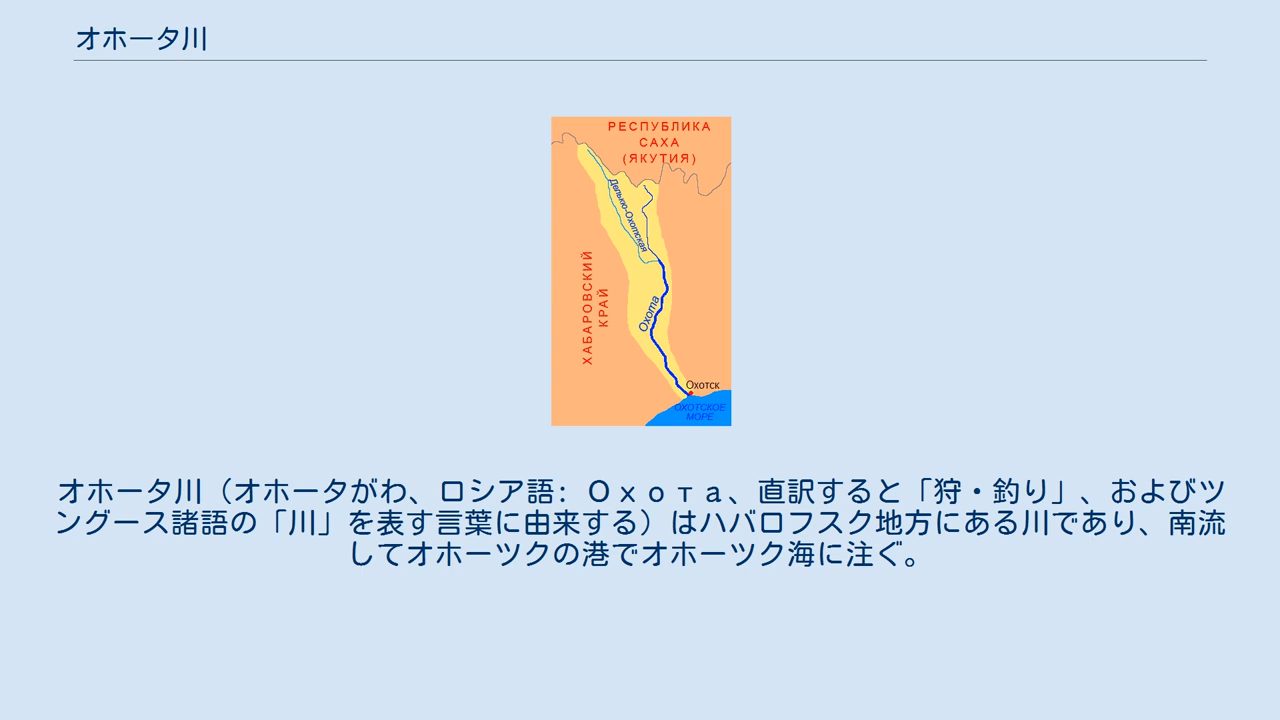 オホータ川
РЕСПУБЛИКА
САХА
(ЯКУТИЯ)
Делькю-Охотская
ХАБАРОВСКИЙ
КРАЙ
Охота
Охотск
ОХОТСКОЕ
МОРЕ
オホータ川（オホータがわ、ロシア語: Охота、直訳すると「狩・釣り」、およびツ
ングース諸語の「川」を表す言葉に由来する）はハバロフスク地方にある川であり、南流
してオホーツクの港でオホーツク海に注ぐ。